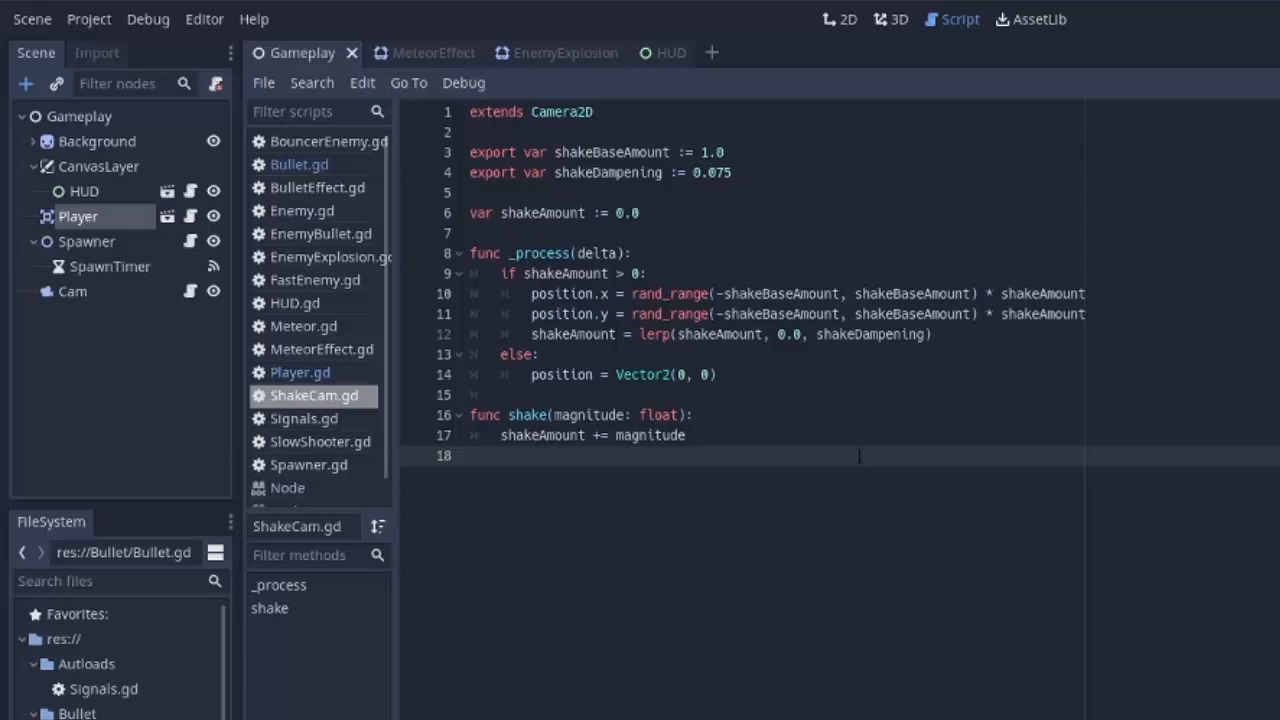 Scene Project Debug Editor Help 2D 3D Script AssetLib
Scene Import
Filter nodes
Gameplay
Background
CanvasLayer
HUD
Player
Spawner
SpawnTimer
Cam
FileSystem
res://Bullet/Bullet.gd
Search files
Favorites:
res://
Autloads
Signals.gd
Bullet
Gameplay MeteorEffect EnemyExplosion HUD
File Search Edit Go To Debug
Filter scripts
BouncerEnemy.gd
Bullet.gd
BulletEffect.gd
Enemy.gd
EnemyBullet.gd
EnemyExplosion.gd
FastEnemy.gd
HUD.gd
Meteor.gd
MeteorEffect.gd
Player.gd
ShakeCam.gd
Signals.gd
SlowShooter.gd
Spawner.gd
Node
ShakeCam.gd
Filter methods
_process
shake
1 extends Camera2D
2
3 export var shakeBaseAmount := 1.0
4 export var shakeDampening := 0.075
5
6 var shakeAmount := 0.0
7
8 func _process(delta):
9 if shakeAmount > 0:
10 position.x = rand_range(-shakeBaseAmount, shakeBaseAmount) * shakeAmount
11 position.y = rand_range(-shakeBaseAmount, shakeBaseAmount) * shakeAmount
12 shakeAmount = lerp(shakeAmount, 0.0, shakeDampening)
13 else:
14 position = Vector2(0, 0)
15
16 func shake(magnitude: float):
17 shakeAmount += magnitude
18